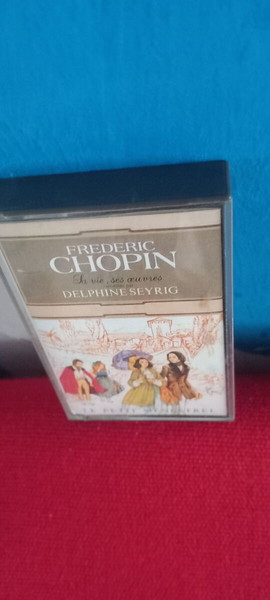 FREDERIC
CHOPIN
Sa vie, ses œuvres
DELPHINE SEYRIG
LE PETIT MENESTREL